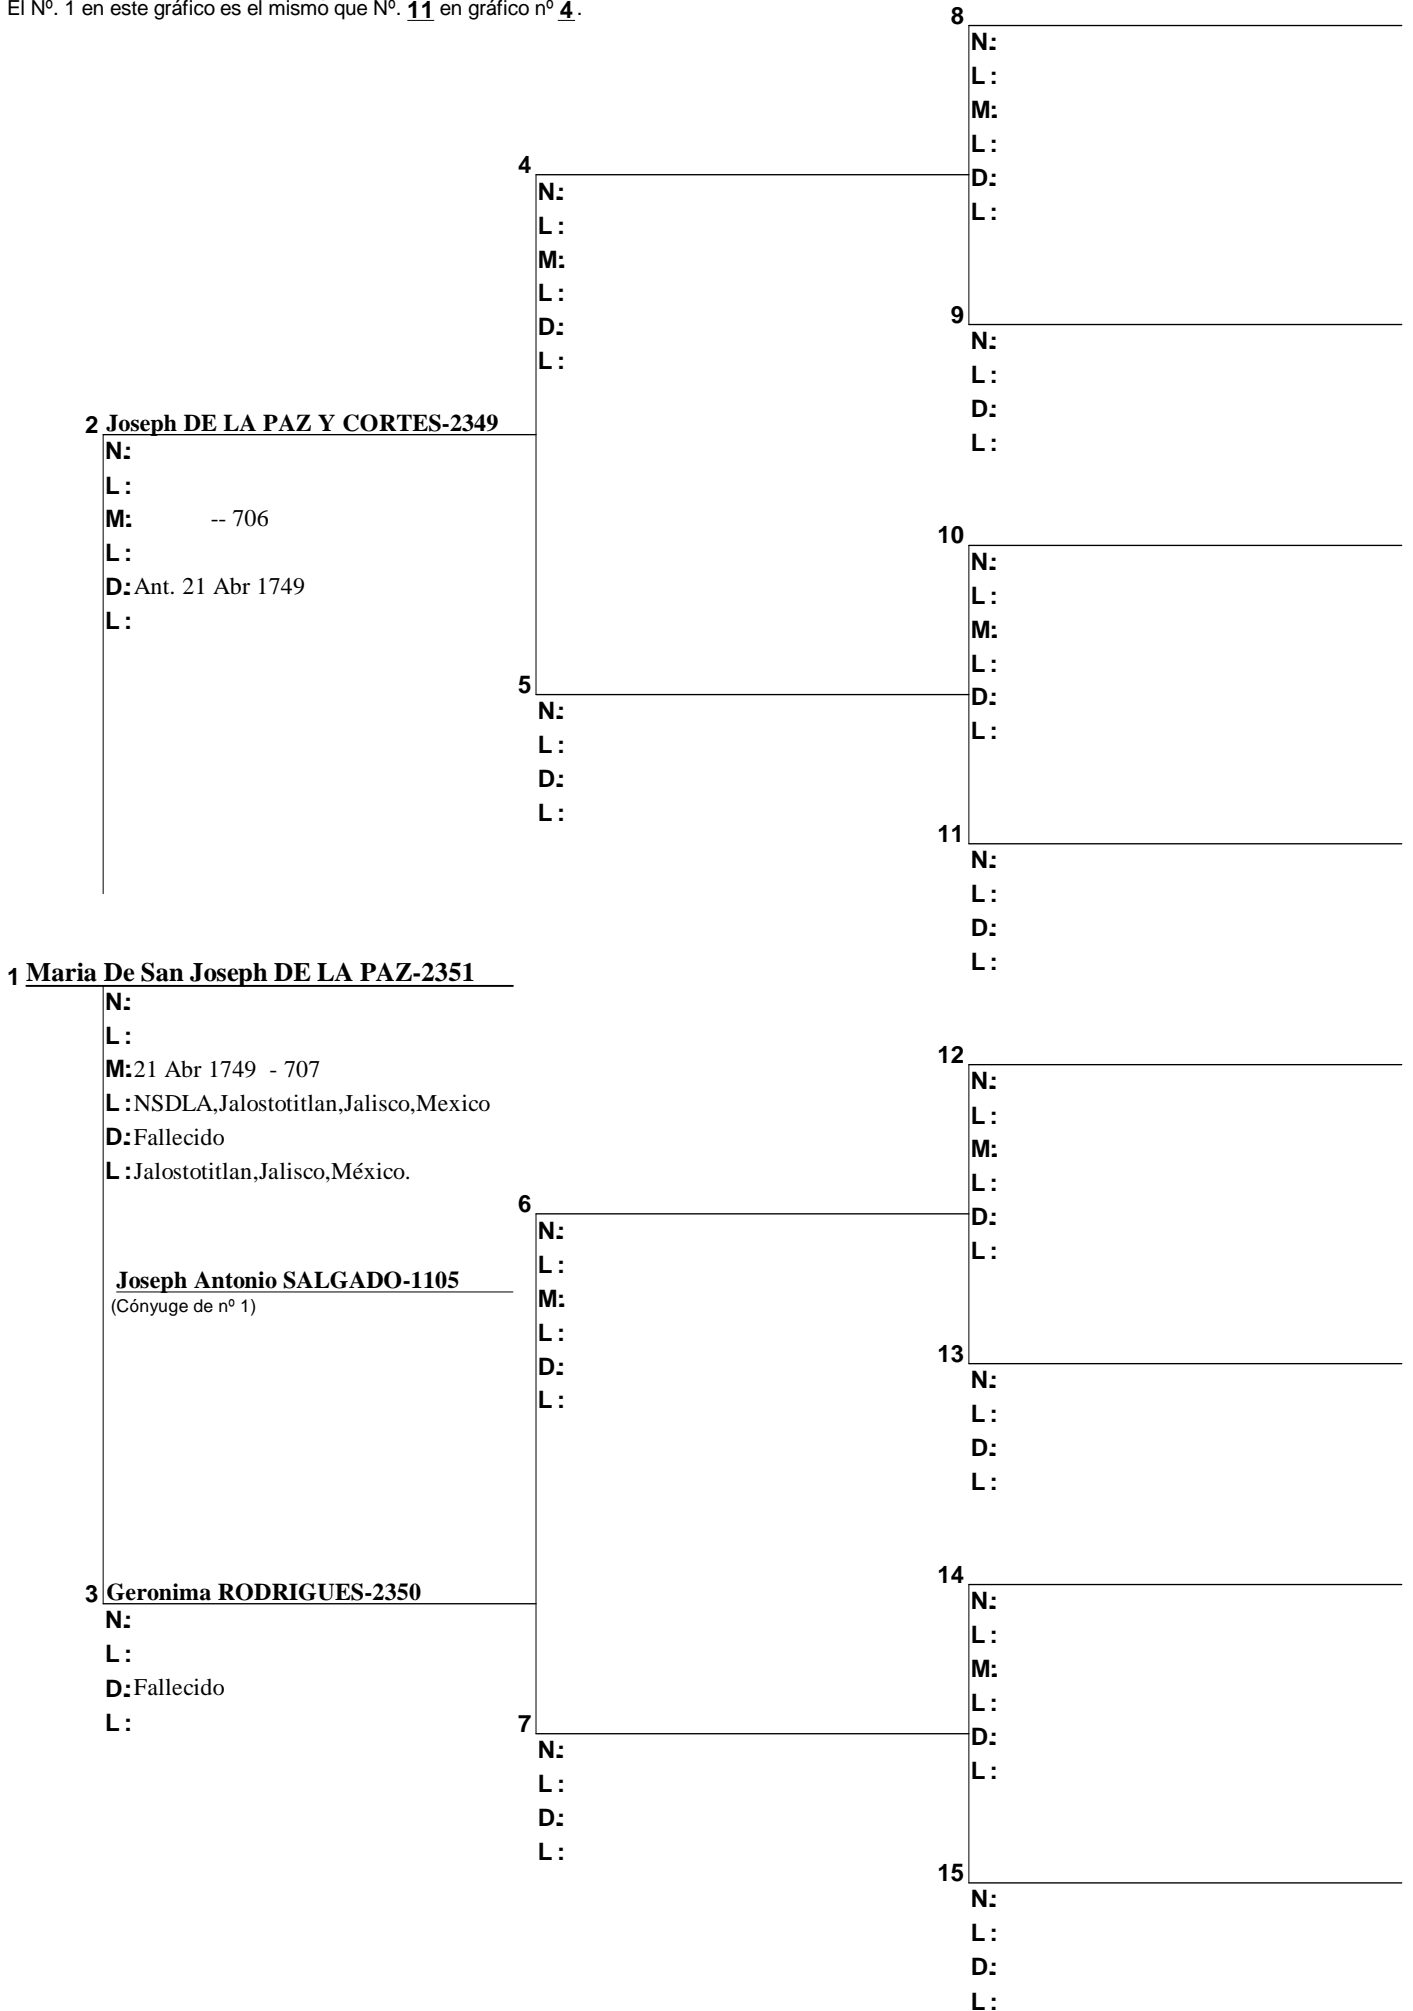 El Nº. 1 en este gráfico es el mismo que Nº. 11 en gráfico nº 4.
8
N:
L:
M:
L:
D:
L:
4
N:
L:
M:
L:
D:
L:
9
N:
L:
D:
L:
2 Joseph DE LA PAZ Y CORTES-2349
N:
L:
M: -- 706
L:
D: Ant. 21 Abr 1749
L:
10
N:
L:
M:
L:
D:
L:
5
N:
L:
D:
L:
11
N:
L:
D:
L:
1 Maria De San Joseph DE LA PAZ-2351
N:
L:
M: 21 Abr 1749 - 707
L: NSDLA,Jalostotitlan,Jalisco,Mexico
D: Fallecido
L: Jalostotitlan,Jalisco,México.
12
N:
L:
M:
L:
D:
L:
6
N:
L:
M:
L:
D:
L:
Joseph Antonio SALGADO-1105
(Cónyuge de nº 1)
13
N:
L:
D:
L:
3 Geronima RODRIGUES-2350
N:
L:
D: Fallecido
L:
14
N:
L:
M:
L:
D:
L:
7
N:
L:
D:
L:
15
N:
L:
D:
L: